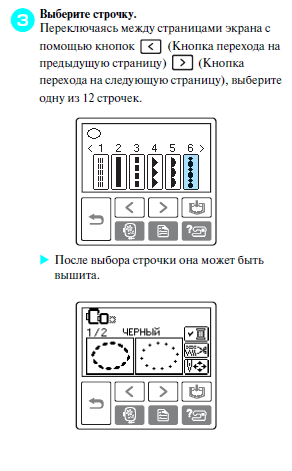 3 Выберите строчку.
Переключаясь между страницами экрана с
помощью кнопок < (Кнопка перехода на
предыдущую страницу) > (Кнопка
перехода на следующую страницу), выберите
одну из 12 строчек.
< 1 2 3 4 5 6 >
< >
?
▶ После выбора строчки она может быть
вышита.
Co
1/2 ЧЕРНЫЙ
< >
?